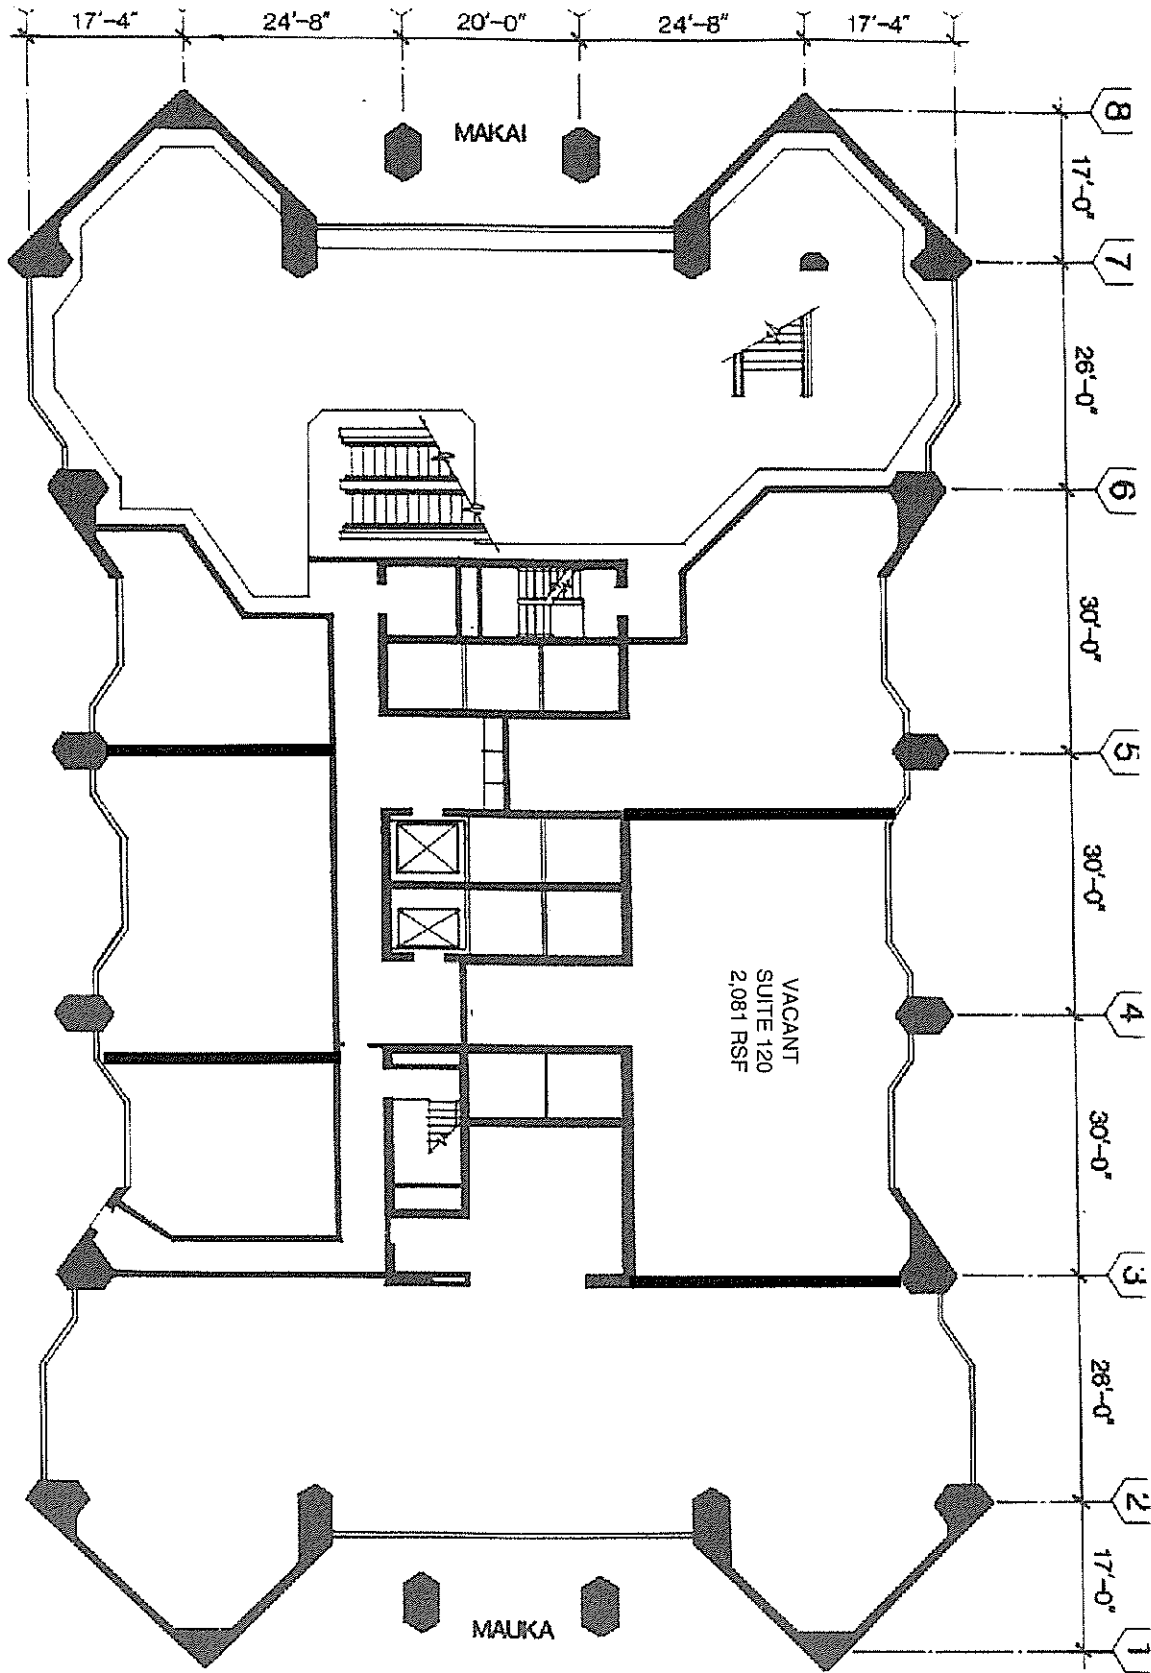 17'-4" 24'-8" 20'-0" 24'-8" 17'-4"
MAKAI
8
17'-0"
7
26'-0"
6
30'-0"
5
30'-0"
4
VACANT
SUITE 120
2,081 RSF
30'-0"
3
26'-0"
2
17'-0"
1
MAUKA